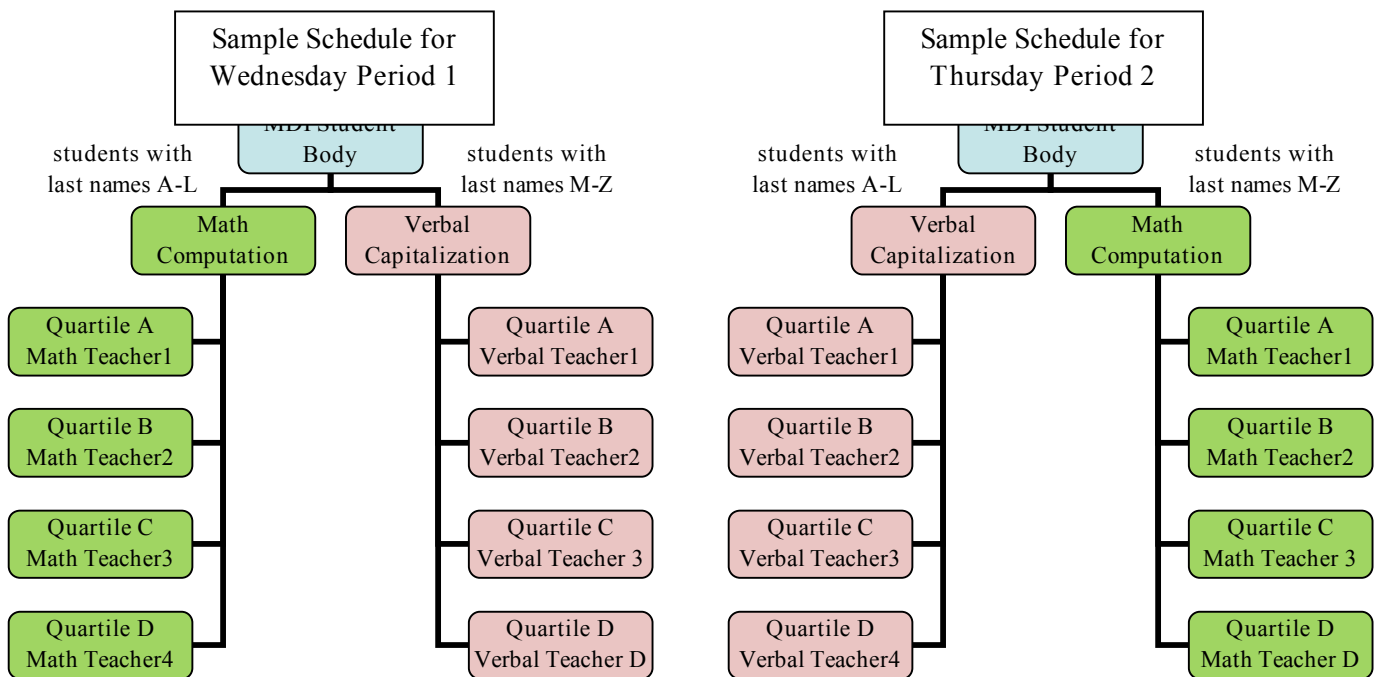 Sample Schedule for
Wednesday Period 1
MDI Student
Body
students with
last names A-L
students with
last names M-Z
Math
Computation
Verbal
Capitalization
Quartile A
Math Teacher1
Quartile A
Verbal Teacher1
Quartile B
Math Teacher2
Quartile B
Verbal Teacher2
Quartile C
Math Teacher3
Quartile C
Verbal Teacher 3
Quartile D
Math Teacher4
Quartile D
Verbal Teacher D
Sample Schedule for
Thursday Period 2
MDI Student
Body
students with
last names A-L
students with
last names M-Z
Verbal
Capitalization
Math
Computation
Quartile A
Verbal Teacher1
Quartile A
Math Teacher1
Quartile B
Verbal Teacher2
Quartile B
Math Teacher2
Quartile C
Verbal Teacher3
Quartile C
Math Teacher 3
Quartile D
Verbal Teacher4
Quartile D
Math Teacher D